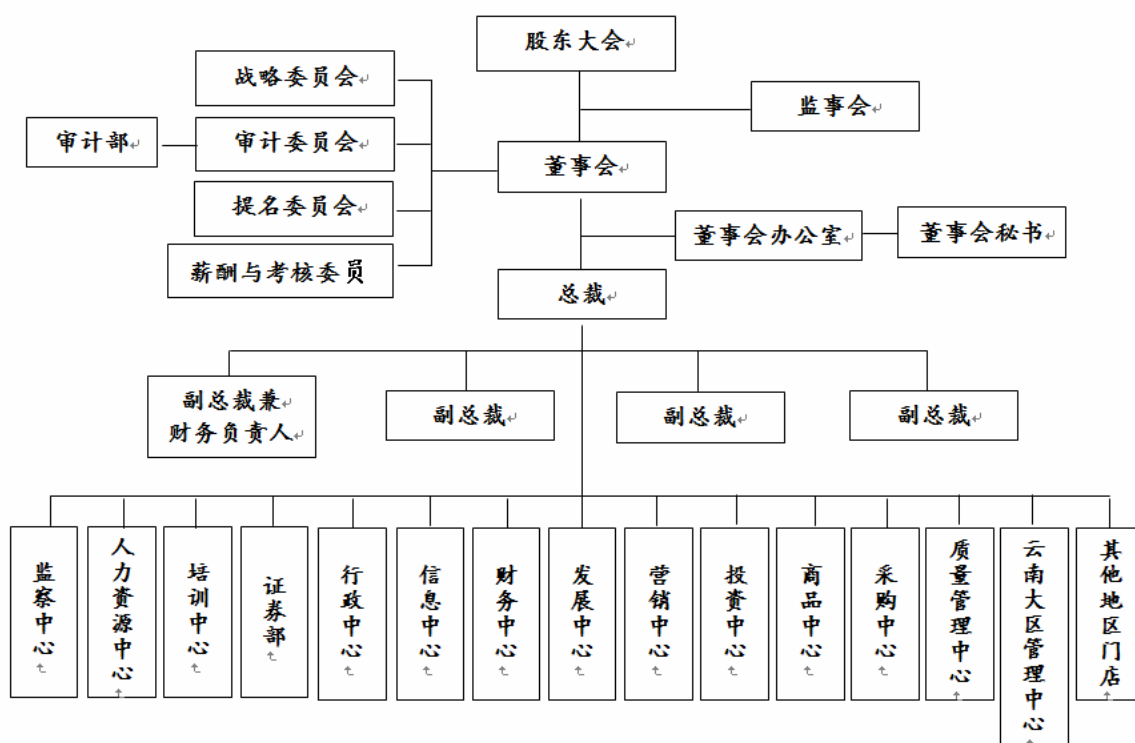 股东大会
战略委员会
监事会
审计部
审计委员会
董事会
提名委员会
董事会办公室
董事会秘书
薪酬与考核委员
总裁
副总裁兼
财务负责人
副总裁
副总裁
副总裁
监察中心
人力资源中心
培训中心
证券部
行政中心
信息中心
财务中心
发展中心
营销中心
投资中心
商品中心
采购中心
质量管理中心
云南大区管理中心
其他地区门店